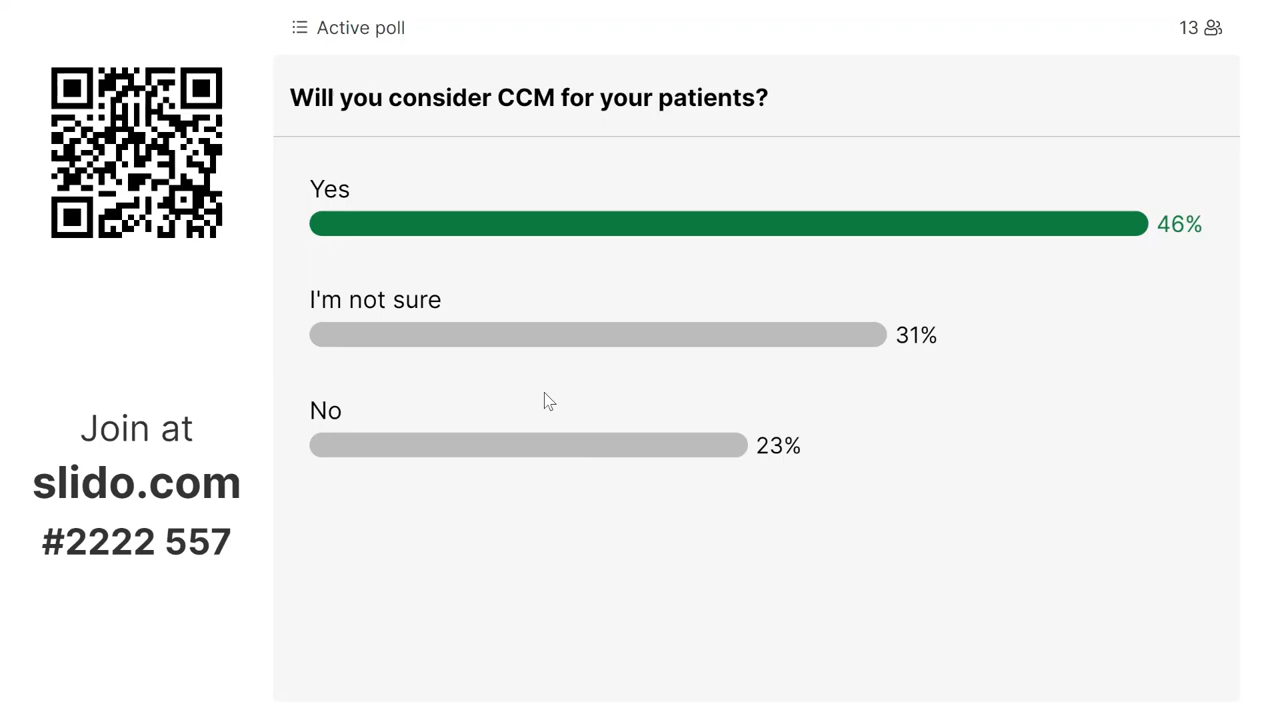 Active poll
13
Will you consider CCM for your patients?
Yes
46%
I'm not sure
31%
No
23%
Join at
slido.com
#2222 557